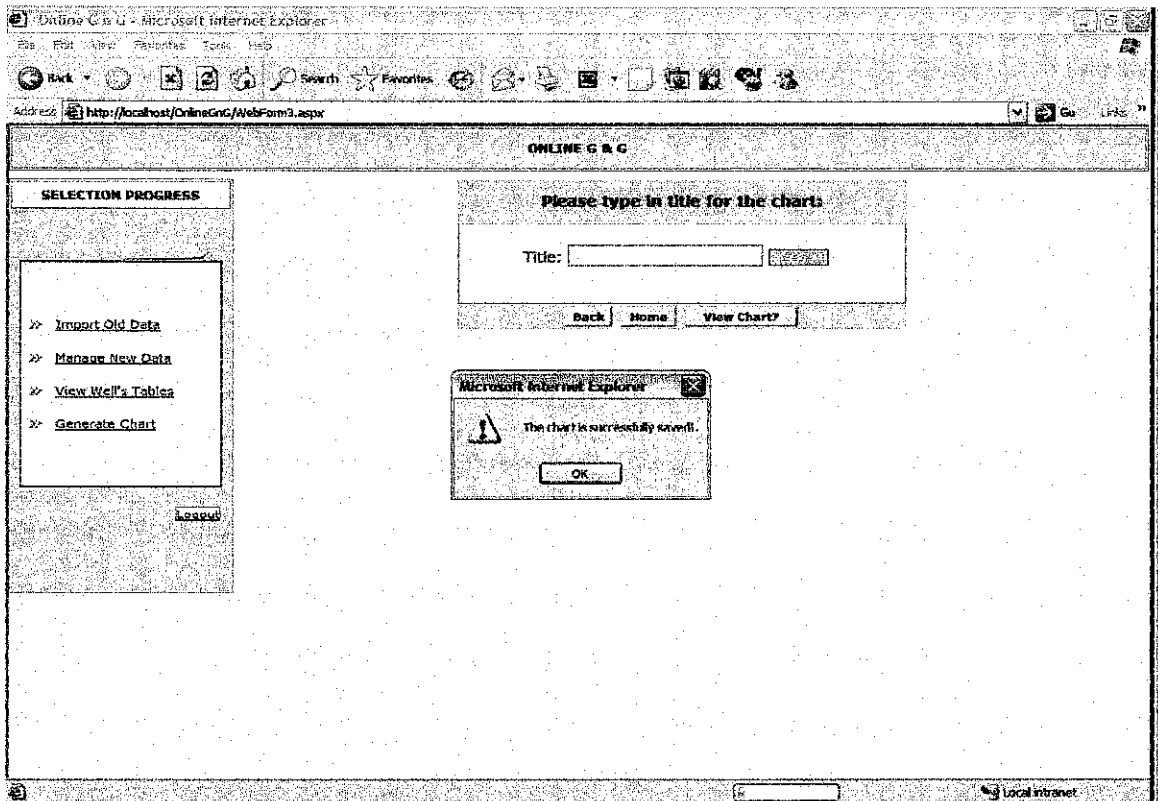 Online G & G - Microsoft Internet Explorer
File Edit View Favorites Tools Help
Back Search Favorites
Address http://localhost/OnlineGnG/WebForm3.aspx Go Links »
ONLINE G & G
SELECTION PROGRESS
Import Old Data
Manage New Data
View Well's Tables
Generate Chart
Logout
Please type in title for the chart:
Title:
Back Home View Chart?
Microsoft Internet Explorer
The chart is successfully saved!.
OK
Local intranet